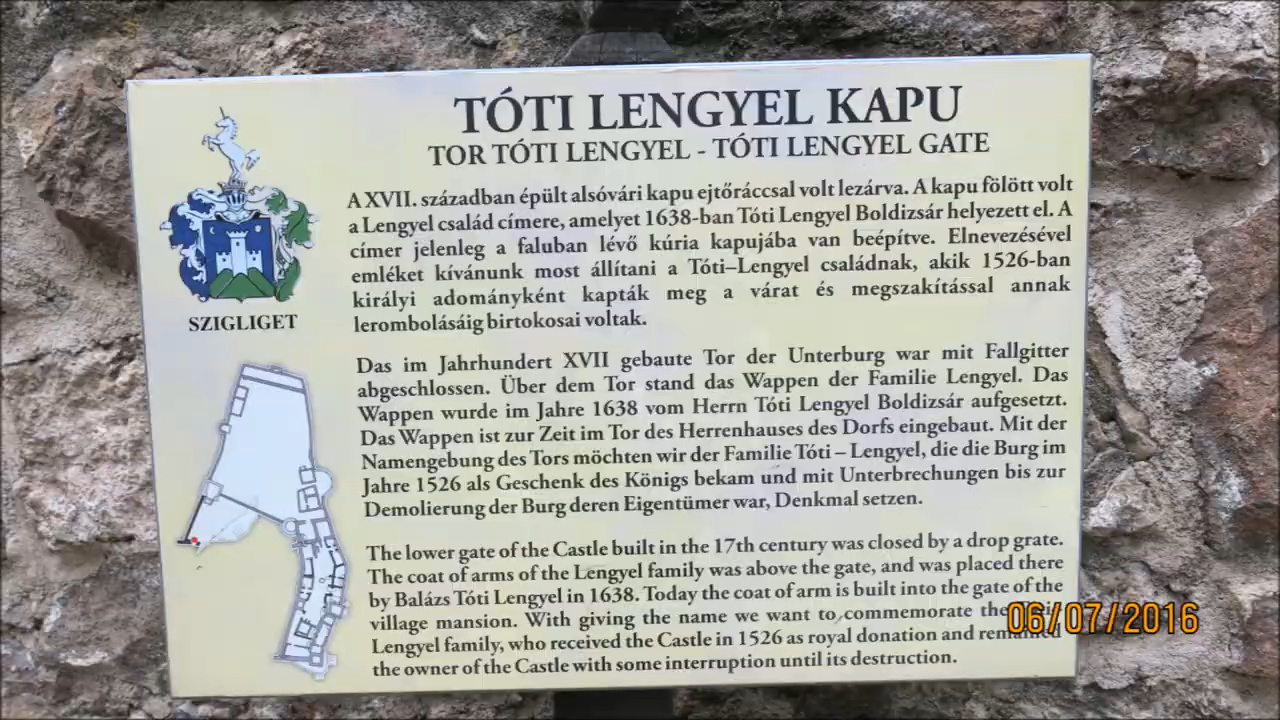 TÓTI LENGYEL KAPU
TOR TÓTI LENGYEL - TÓTI LENGYEL GATE
A XVII. században épült alsóvári kapu ejtőráccsal volt lezárva. A kapu fölött volt
a Lengyel család címere, amelyet 1638-ban Tóti Lengyel Boldizsár helyezett el. A
címer jelenleg a faluban lévő kúria kapujába van beépítve. Elnevezésével
emléket kívánunk most állítani a Tóti–Lengyel családnak, akik 1526-ban
királyi adományként kapták meg a várat és megszakítással annak
lerombolásáig birtokosai voltak.
SZIGLIGET
Das im Jahrhundert XVII gebaute Tor der Unterburg war mit Fallgitter
abgeschlossen. Über dem Tor stand das Wappen der Familie Lengyel. Das
Wappen wurde im Jahre 1638 vom Herrn Tóti Lengyel Boldizsár aufgesetzt.
Das Wappen ist zur Zeit im Tor des Herrenhauses des Dorfs eingebaut. Mit der
Namengebung des Tors möchten wir der Familie Tóti – Lengyel, die die Burg im
Jahre 1526 als Geschenk des Königs bekam und mit Unterbrechungen bis zur
Demolierung der Burg deren Eigentümer war, Denkmal setzen.
The lower gate of the Castle built in the 17th century was closed by a drop grate.
The coat of arms of the Lengyel family was above the gate, and was placed there
by Balázs Tóti Lengyel in 1638. Today the coat of arm is built into the gate of the
village mansion. With giving the name we want to commemorate the
Lengyel family, who received the Castle in 1526 as royal donation and remained
the owner of the Castle with some interruption until its destruction.
06/07/2016